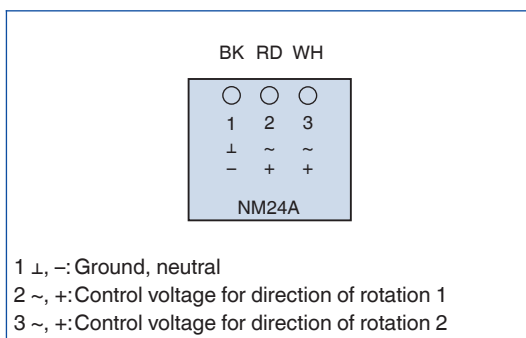 BK RD WH
1 2 3
⊥ ~ ~
– + +
NM24A
1 ⊥, –: Ground, neutral
2 ~, +: Control voltage for direction of rotation 1
3 ~, +: Control voltage for direction of rotation 2